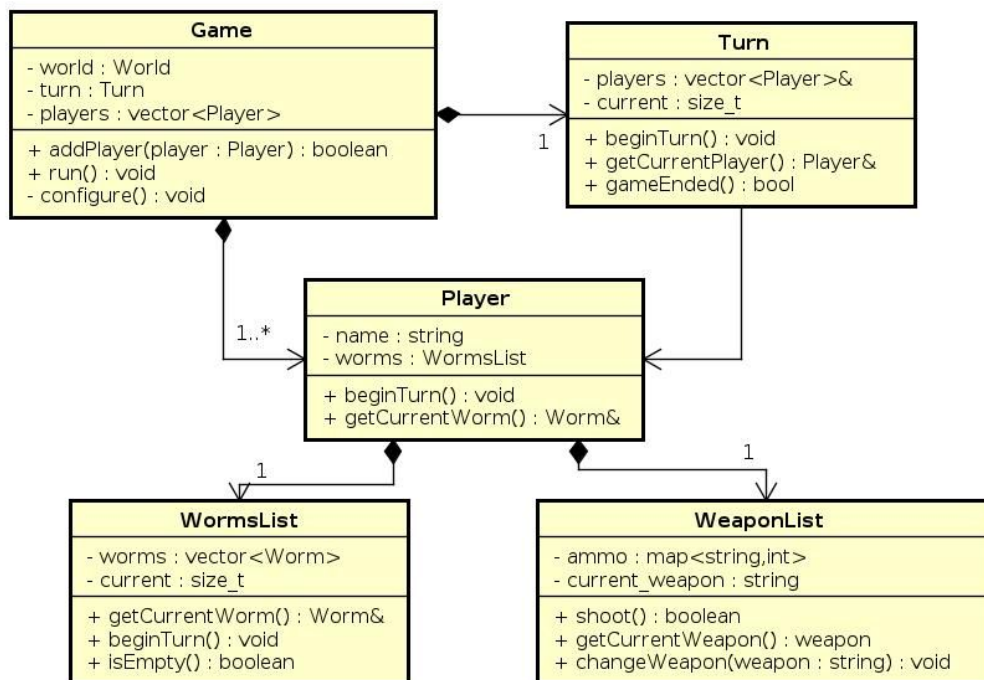 Game
- world : World
- turn : Turn
- players : vector<Player>
+ addPlayer(player : Player) : boolean
+ run() : void
- configure() : void
1
Turn
- players : vector<Player>&
- current : size_t
+ beginTurn() : void
+ getCurrentPlayer() : Player&
+ gameEnded() : bool
1..*
Player
- name : string
- worms : WormsList
+ beginTurn() : void
+ getCurrentWorm() : Worm&
1
1
WormsList
- worms : vector<Worm>
- current : size_t
+ getCurrentWorm() : Worm&
+ beginTurn() : void
+ isEmpty() : boolean
WeaponList
- ammo : map<string,int>
- current_weapon : string
+ shoot() : boolean
+ getCurrentWeapon() : weapon
+ changeWeapon(weapon : string) : void